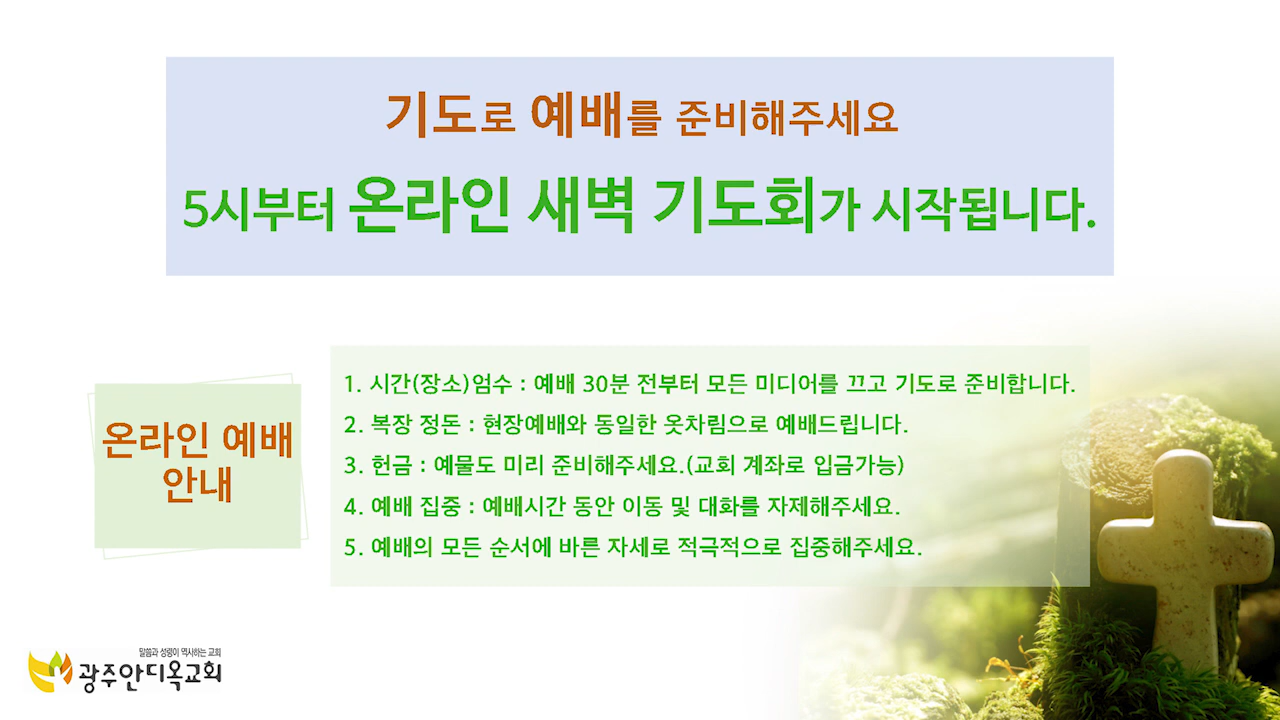 기도로 예배를 준비해주세요
5시부터 온라인 새벽 기도회가 시작됩니다.
온라인 예배
안내
1. 시간(장소)엄수 : 예배 30분 전부터 모든 미디어를 끄고 기도로 준비합니다.
2. 복장 정돈 : 현장예배와 동일한 옷차림으로 예배드립니다.
3. 헌금 : 예물도 미리 준비해주세요.(교회 계좌로 입금가능)
4. 예배 집중 : 예배시간 동안 이동 및 대화를 자제해주세요.
5. 예배의 모든 순서에 바른 자세로 적극적으로 집중해주세요.
말씀과 성령이 역사하는 교회
광주안디옥교회